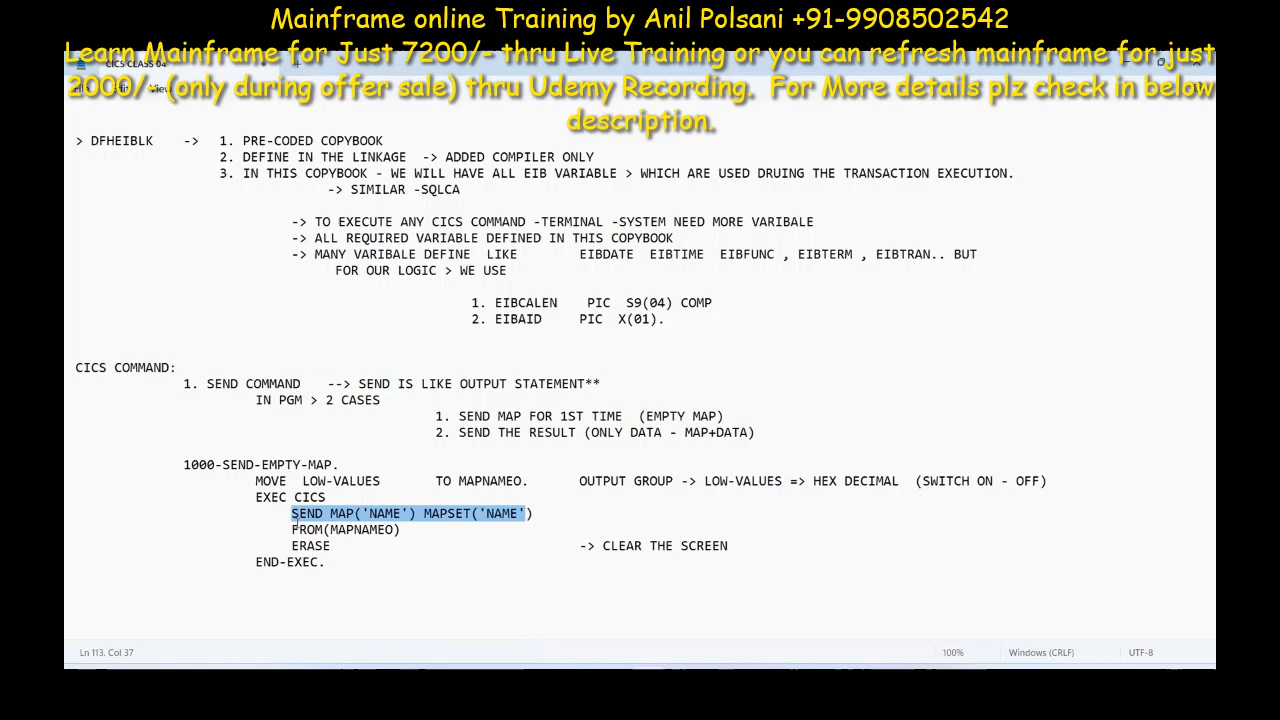 Mainframe online Training by Anil Polsani +91-9908502542
Learn Mainframe for Just 7200/- thru Live Training or you can refresh mainframe for just
2000/- (only during offer sale) thru Udemy Recording. For More details plz check in below
description.
CICS CLASS 04
Edit View
> DFHEIBLK -> 1. PRE-CODED COPYBOOK
2. DEFINE IN THE LINKAGE -> ADDED COMPILER ONLY
3. IN THIS COPYBOOK - WE WILL HAVE ALL EIB VARIABLE > WHICH ARE USED DRUING THE TRANSACTION EXECUTION.
-> SIMILAR -SQLCA
-> TO EXECUTE ANY CICS COMMAND -TERMINAL -SYSTEM NEED MORE VARIBALE
-> ALL REQUIRED VARIABLE DEFINED IN THIS COPYBOOK
-> MANY VARIBALE DEFINE LIKE EIBDATE EIBTIME EIBFUNC , EIBTERM , EIBTRAN.. BUT
FOR OUR LOGIC > WE USE
1. EIBCALEN PIC S9(04) COMP
2. EIBAID PIC X(01).
CICS COMMAND:
1. SEND COMMAND --> SEND IS LIKE OUTPUT STATEMENT**
IN PGM > 2 CASES
1. SEND MAP FOR 1ST TIME (EMPTY MAP)
2. SEND THE RESULT (ONLY DATA - MAP+DATA)
1000-SEND-EMPTY-MAP.
MOVE LOW-VALUES TO MAPNAMEO. OUTPUT GROUP -> LOW-VALUES => HEX DECIMAL (SWITCH ON - OFF)
EXEC CICS
SEND MAP('NAME') MAPSET('NAME')
FROM(MAPNAMEO)
ERASE -> CLEAR THE SCREEN
END-EXEC.
Ln 113, Col 37 100% Windows (CRLF) UTF-8